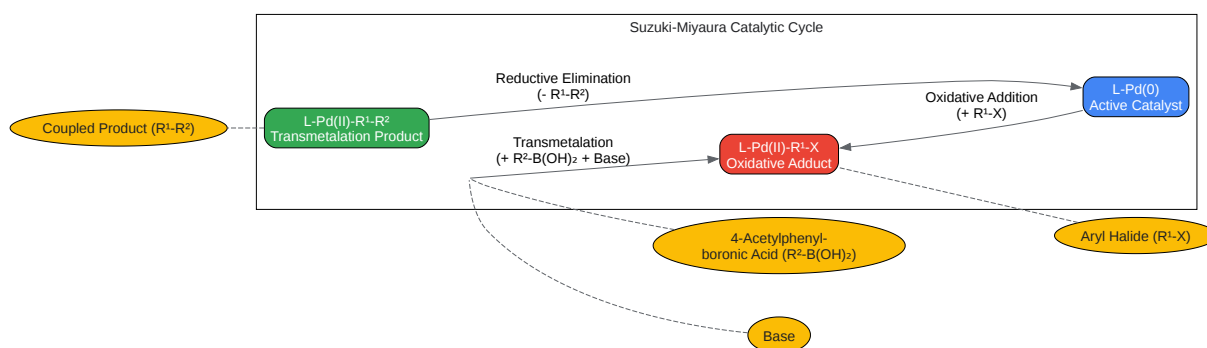 Suzuki-Miyaura Catalytic Cycle
Reductive Elimination
(- R¹-R²)
L-Pd(0)
Active Catalyst
Oxidative Addition
(+ R¹-X)
L-Pd(II)-R¹-R²
Transmetalation Product
Coupled Product (R¹-R²)
Transmetalation
(+ R²-B(OH)₂ + Base)
L-Pd(II)-R¹-X
Oxidative Adduct
4-Acetylphenyl-
boronic Acid (R²-B(OH)₂)
Aryl Halide (R¹-X)
Base